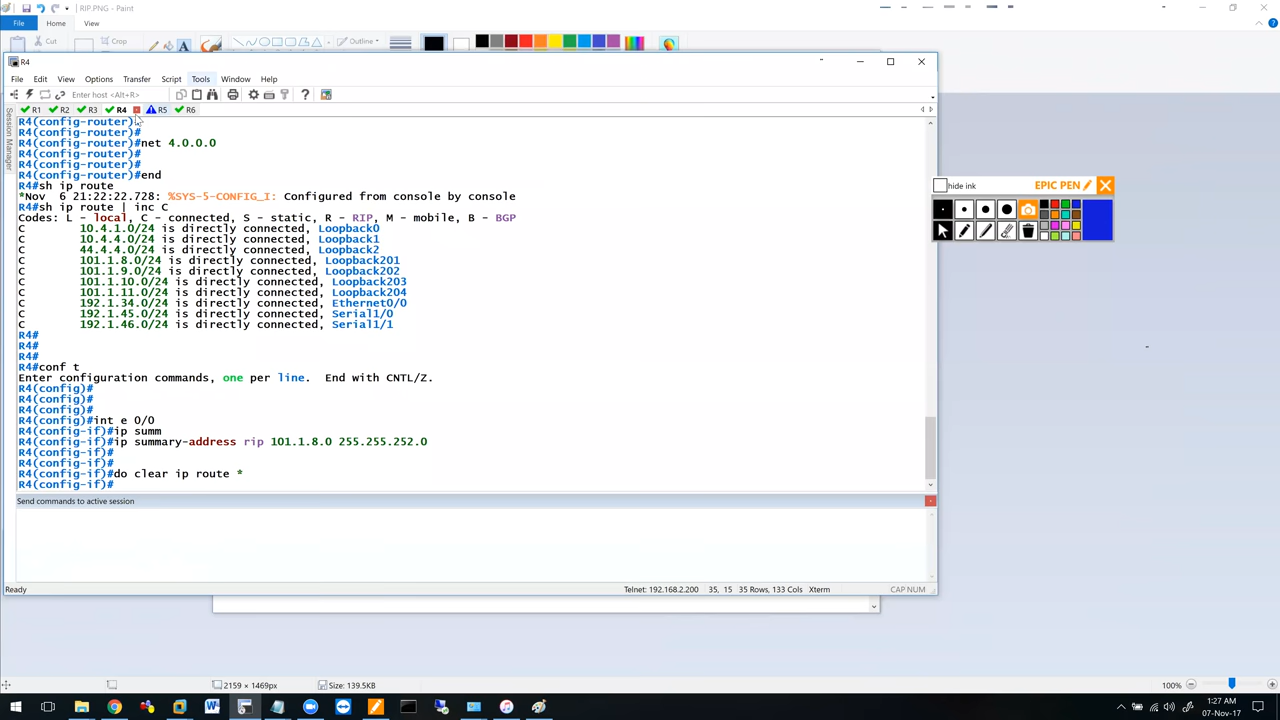 RIP.PNG - Paint
File Home View
Cut Crop Outline
R4
File Edit View Options Transfer Script Tools Window Help
Enter host <Alt+R>
R1 R2 R3 R4 R5 R6
Session Manager
R4(config-router)#
R4(config-router)#
R4(config-router)#net 4.0.0.0
R4(config-router)#
R4(config-router)#
R4(config-router)#end
R4#sh ip route
*Nov  6 21:22:22.728: %SYS-5-CONFIG_I: Configured from console by console
R4#sh ip route | inc C
Codes: L - local, C - connected, S - static, R - RIP, M - mobile, B - BGP
C 10.4.1.0/24 is directly connected, Loopback0
C 10.4.4.0/24 is directly connected, Loopback1
C 44.4.4.0/24 is directly connected, Loopback2
C 101.1.8.0/24 is directly connected, Loopback201
C 101.1.9.0/24 is directly connected, Loopback202
C 101.1.10.0/24 is directly connected, Loopback203
C 101.1.11.0/24 is directly connected, Loopback204
C 192.1.34.0/24 is directly connected, Ethernet0/0
C 192.1.45.0/24 is directly connected, Serial1/0
C 192.1.46.0/24 is directly connected, Serial1/1
R4#
R4#
R4#
R4#conf t
Enter configuration commands, one per line.  End with CNTL/Z.
R4(config)#
R4(config)#
R4(config)#
R4(config)#int e 0/0
R4(config-if)#ip summ
R4(config-if)#ip summary-address rip 101.1.8.0 255.255.252.0
R4(config-if)#
R4(config-if)#
R4(config-if)#do clear ip route *
R4(config-if)#
Send commands to active session
Ready Telnet: 192.168.2.200 35, 15 35 Rows, 133 Cols Xterm CAP NUM
hide ink EPIC PEN
2159 × 1469px Size: 139.5KB 100%
1:27 AM
07-Nov-17